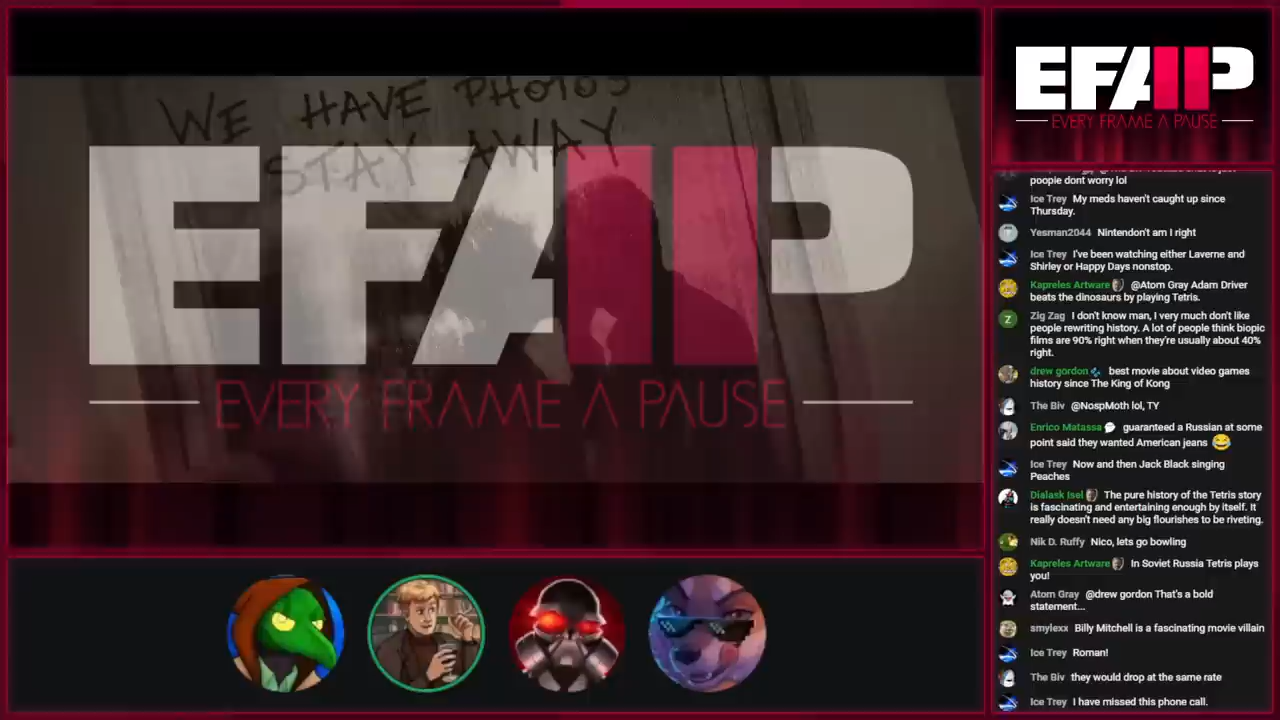 WE HAVE PHOTOS
STAY AWAY
EFAP
EVERY FRAME A PAUSE
EFAP
EVERY FRAME A PAUSE
poople dont worry lol
Ice Trey My meds haven't caught up since
Thursday.
Yesman2044 Nintendon't am I right
Ice Trey I've been watching either Laverne and
Shirley or Happy Days nonstop.
Kapreles Artware @Atom Gray Adam Driver
beats the dinosaurs by playing Tetris.
Z
Zig Zag I don't know man, I very much don't like
people rewriting history. A lot of people think biopic
films are 90% right when they're usually about 40%
right.
drew gordon best movie about video games
history since The King of Kong
The Biv @NospMoth lol, TY
Enrico Matassa guaranteed a Russian at some
point said they wanted American jeans 😂
Ice Trey Now and then Jack Black singing
Peaches
Dialask Isel The pure history of the Tetris story
is fascinating and entertaining enough by itself. It
really doesn't need any big flourishes to be riveting.
Nik D. Ruffy Nico, lets go bowling
Kapreles Artware In Soviet Russia Tetris plays
you!
Atom Gray @drew gordon That's a bold
statement...
smylexx Billy Mitchell is a fascinating movie villain
Ice Trey Roman!
The Biv they would drop at the same rate
Ice Trey I have missed this phone call.